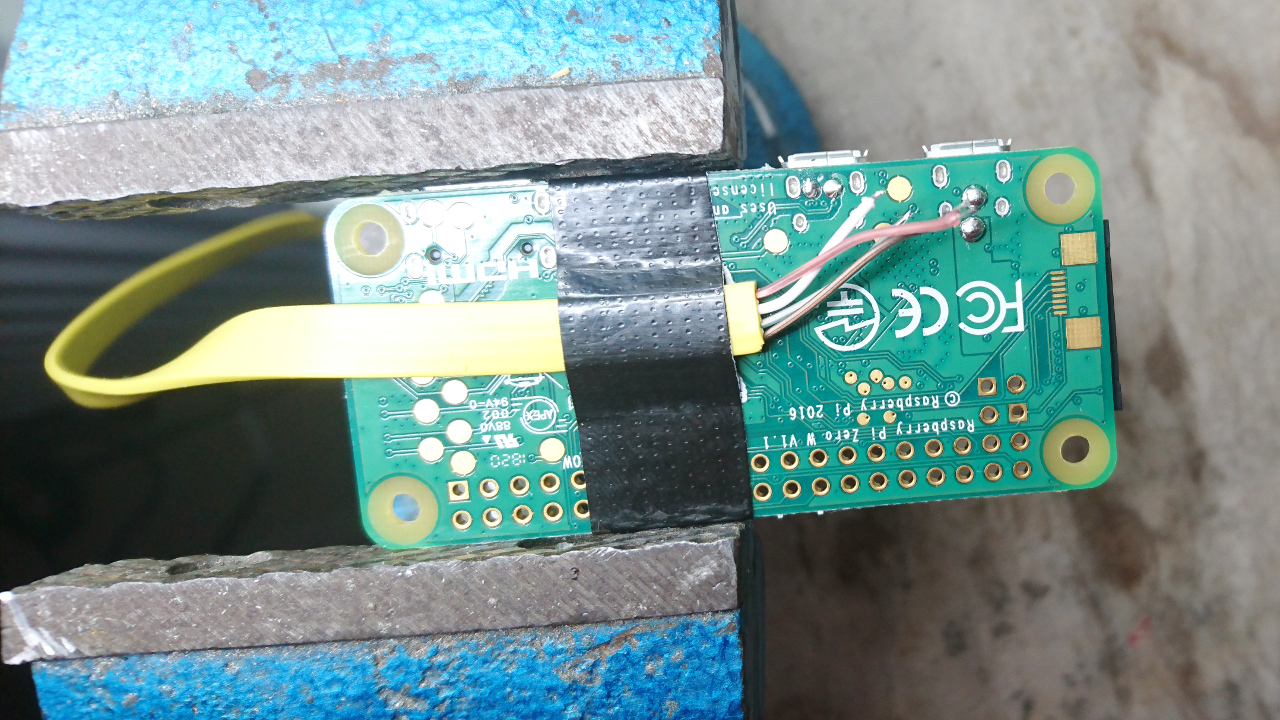 Uses
license
an
HDMI
FC CE
© Raspberry Pi 2016
Raspberry Pi Zero W V1.1
94V-0
88V0
APEX
1820